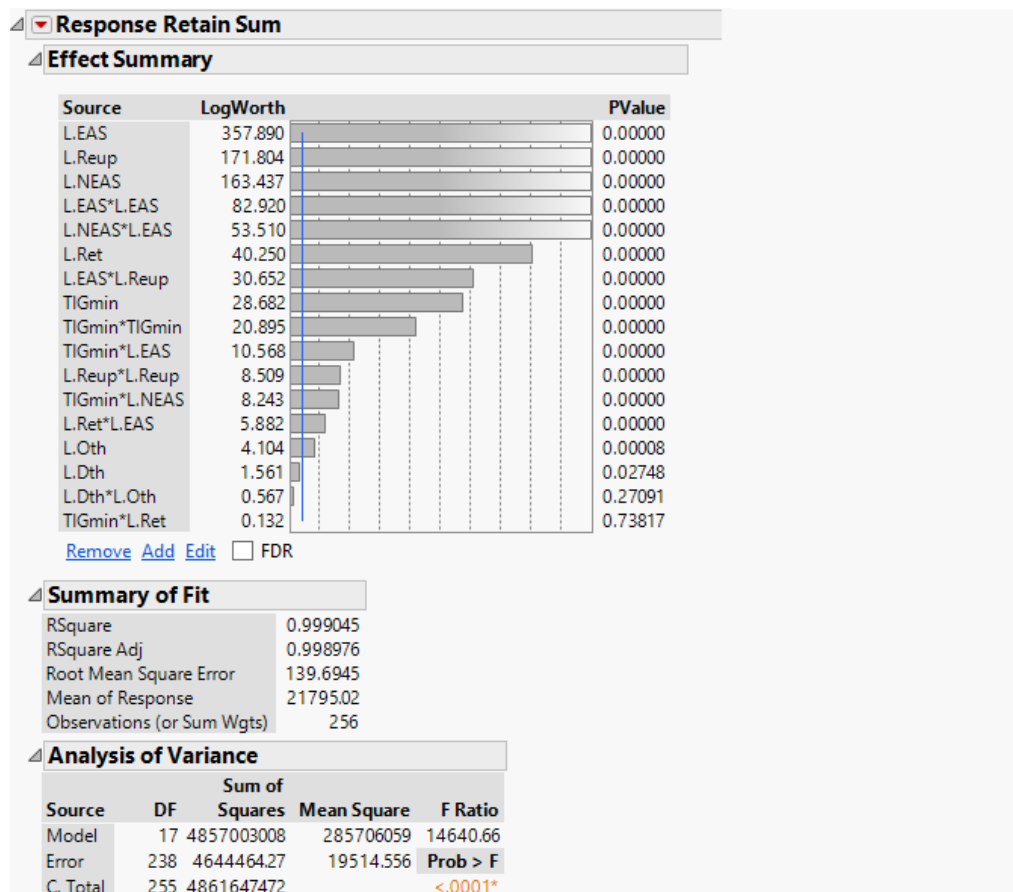 Response Retain Sum
Effect Summary
Source LogWorth PValue
L.EAS 357.890 0.00000
L.Reup 171.804 0.00000
L.NEAS 163.437 0.00000
L.EAS*L.EAS 82.920 0.00000
L.NEAS*L.EAS 53.510 0.00000
L.Ret 40.250 0.00000
L.EAS*L.Reup 30.652 0.00000
TIGmin 28.682 0.00000
TIGmin*TIGmin 20.895 0.00000
TIGmin*L.EAS 10.568 0.00000
L.Reup*L.Reup 8.509 0.00000
TIGmin*L.NEAS 8.243 0.00000
L.Ret*L.EAS 5.882 0.00000
L.Oth 4.104 0.00008
L.Dth 1.561 0.02748
L.Dth*L.Oth 0.567 0.27091
TIGmin*L.Ret 0.132 0.73817
Remove Add Edit FDR
Summary of Fit
RSquare 0.999045
RSquare Adj 0.998976
Root Mean Square Error 139.6945
Mean of Response 21795.02
Observations (or Sum Wgts) 256
Analysis of Variance
Sum of
Source DF Squares Mean Square F Ratio
Model 17 4857003008 285706059 14640.66
Error 238 4644464.27 19514.556 Prob > F
C. Total 255 4861647472 <.0001*